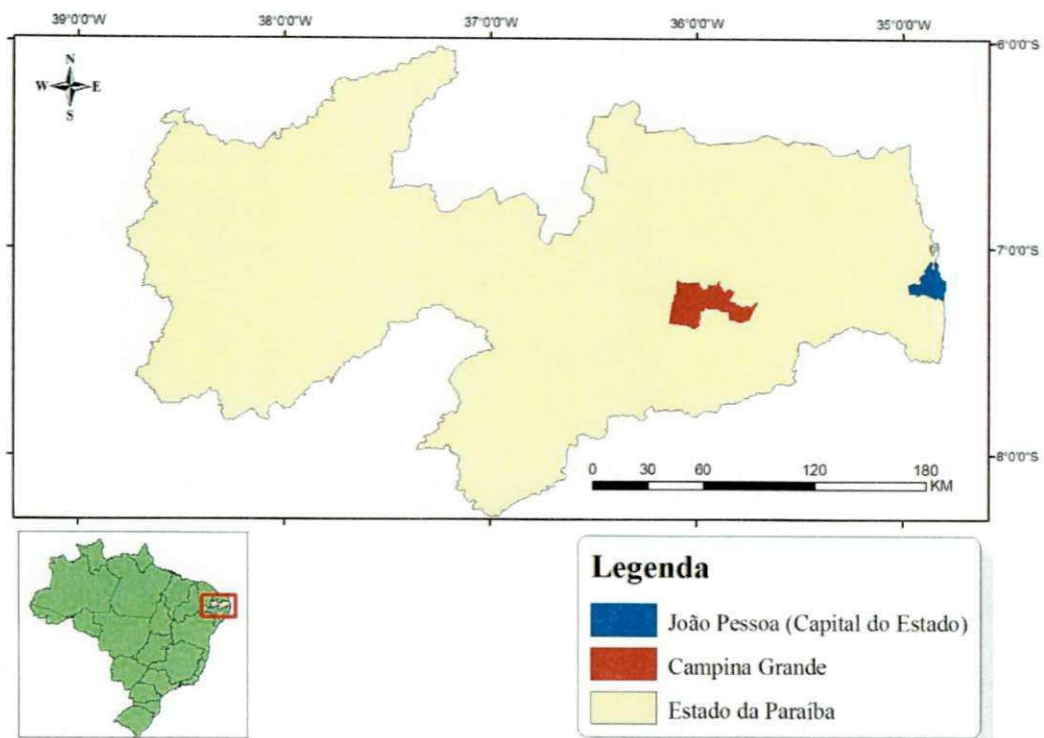 39°0'0"W 38°0'0"W 37°0'0"W 36°0'0"W 35°0'0"W
6°0'0"S
N
W E
S
7°0'0"S
8°0'0"S
0 30 60 120 180
KM
Legenda
João Pessoa (Capital do Estado)
Campina Grande
Estado da Paraíba